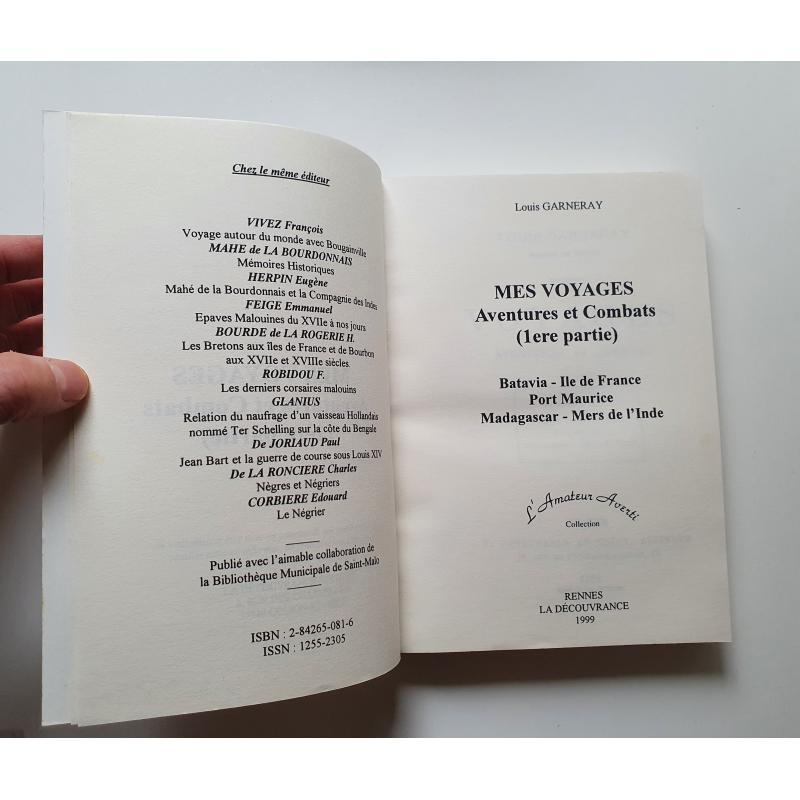 Chez le même éditeur
VIVEZ François
Voyage autour du monde avec Bougainville
MAHE de LA BOURDONNAIS
Mémoires Historiques
HERPIN Eugène
Mahé de la Bourdonnais et la Compagnie des Indes
FEIGE Emmanuel
Epaves Malouines du XVIIe à nos jours
BOURDE de LA ROGERIE H.
Les Bretons aux îles de France et de Bourbon
aux XVIIe et XVIIIe siècles.
ROBIDOU F.
Les derniers corsaires malouins
GLANIUS
Relation du naufrage d'un vaisseau Hollandais
nommé Ter Schelling sur la côte du Bengale
De JORIAUD Paul
Jean Bart et la guerre de course sous Louis XIV
De LA RONCIERE Charles
Nègres et Négriers
CORBIERE Edouard
Le Négrier
Publié avec l'aimable collaboration de
la Bibliothèque Municipale de Saint-Malo
ISBN : 2-84265-081-6
ISSN : 1255-2305
Louis GARNERAY
MES VOYAGES
Aventures et Combats
(1ere partie)
Batavia - Ile de France
Port Maurice
Madagascar - Mers de l'Inde
L'Amateur Averti
Collection
RENNES
LA DÉCOUVRANCE
1999